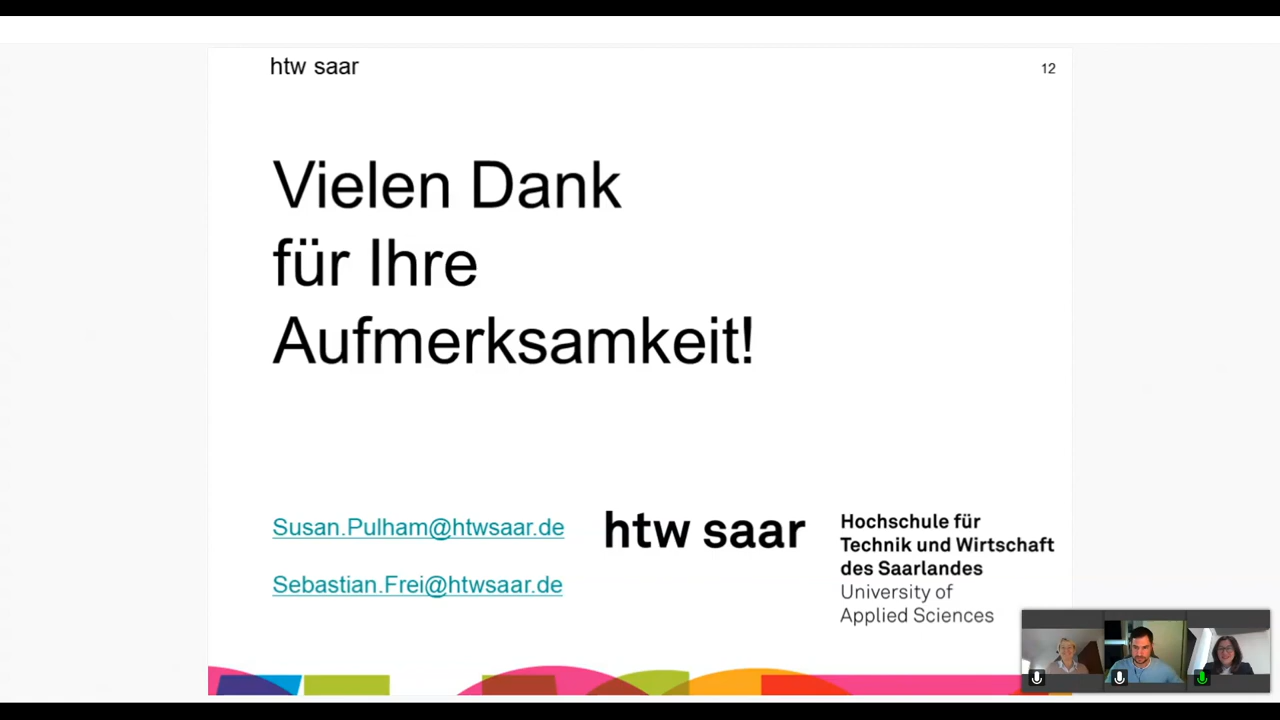 htw saar
12
Vielen Dank
für Ihre
Aufmerksamkeit!
Susan.Pulham@htwsaar.de
Sebastian.Frei@htwsaar.de
htw saar
Hochschule für
Technik und Wirtschaft
des Saarlandes
University of
Applied Sciences